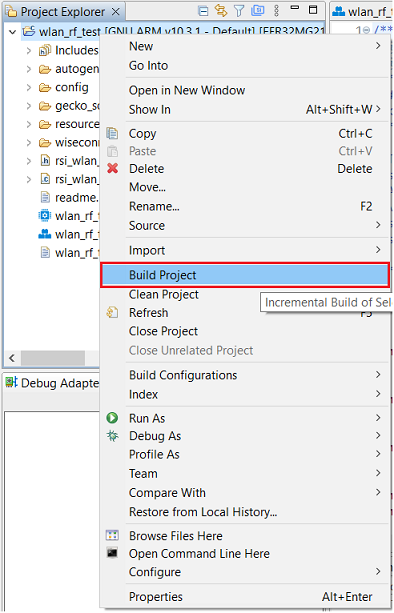 Project Explorer
wlan_rf_
wlan_rf_test [GNU ARM v10.3.1 - Default] [EFR32MG21
1
/**
Includes
autogen
config
gecko_s
resource
wisecon
rsi_wlan_
rsi_wlan_
readme.
wlan_rf_t
wlan_rf_t
wlan_rf_t
Debug Adapte
New
Go Into
Open in New Window
Show In Alt+Shift+W
Copy Ctrl+C
Paste Ctrl+V
Delete Delete
Move...
Rename... F2
Source
Import
Build Project
Clean Project
Incremental Build of Sel
Refresh F5
Close Project
Close Unrelated Project
Build Configurations
Index
Run As
Debug As
Profile As
Team
Compare With
Restore from Local History...
Browse Files Here
Open Command Line Here
Configure
Properties Alt+Enter